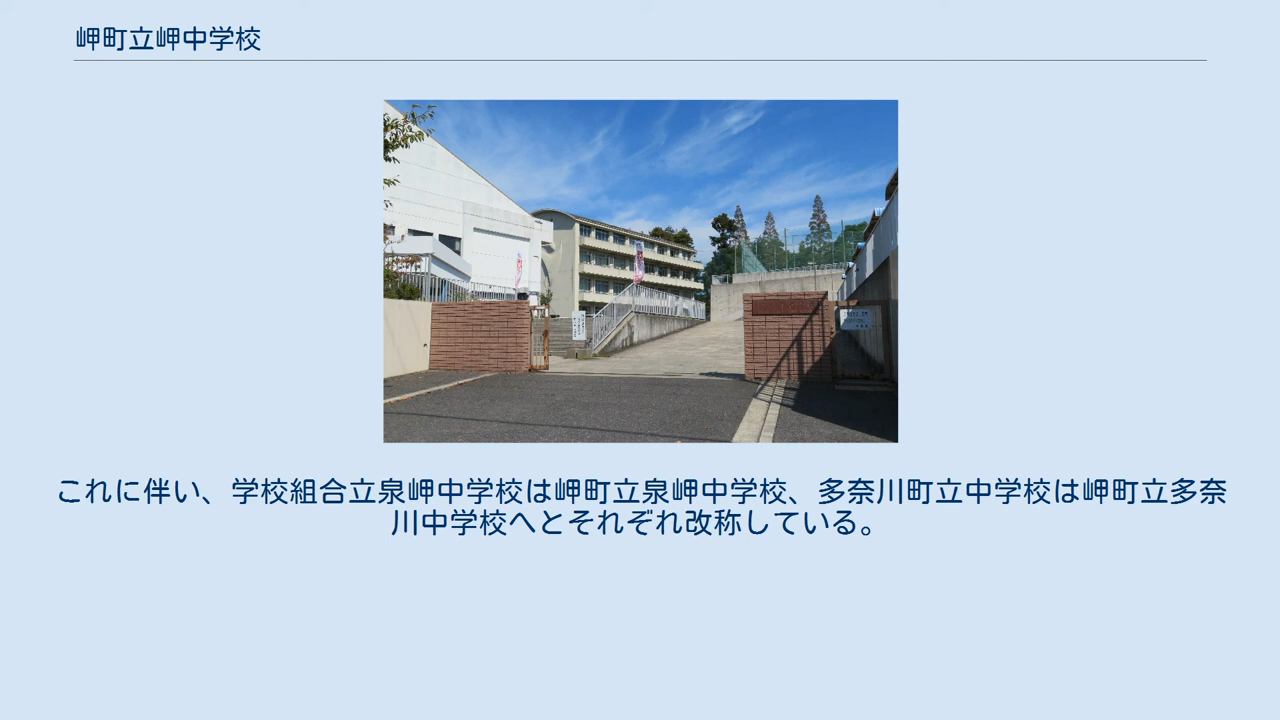 岬町立岬中学校
これに伴い、学校組合立泉岬中学校は岬町立泉岬中学校、多奈川町立中学校は岬町立多奈
川中学校へとそれぞれ改称している。